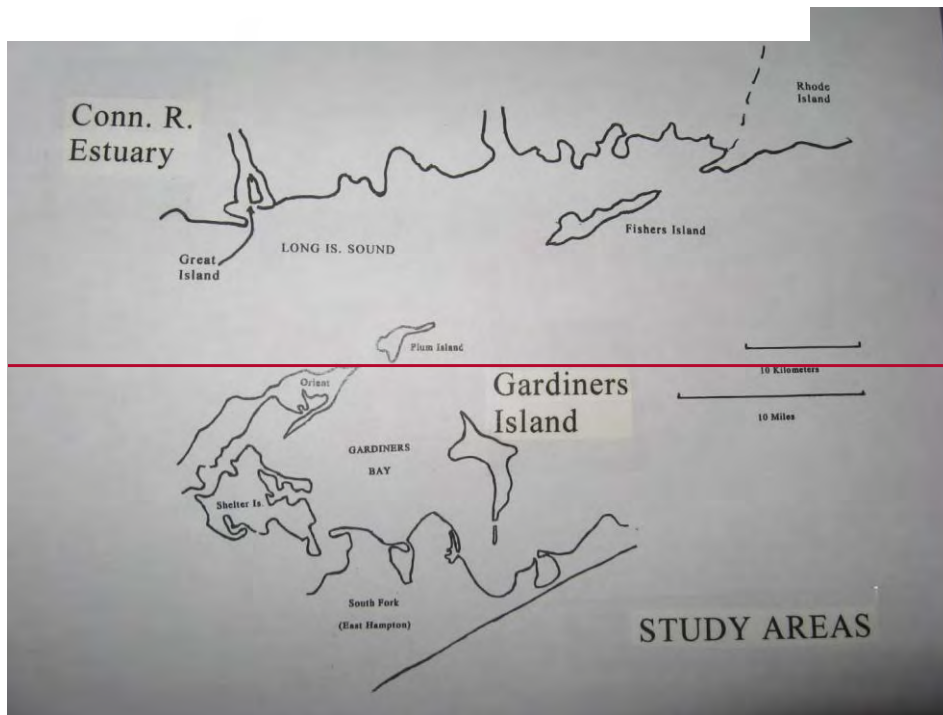 Rhode
Island
Conn. R.
Estuary
Fishers Island
LONG IS. SOUND
Great
Island
Plum Island
10 Kilometers
Orient
Gardiners
Island
10 Miles
GARDINERS
BAY
Shelter Is.
South Fork
(East Hampton)
STUDY AREAS